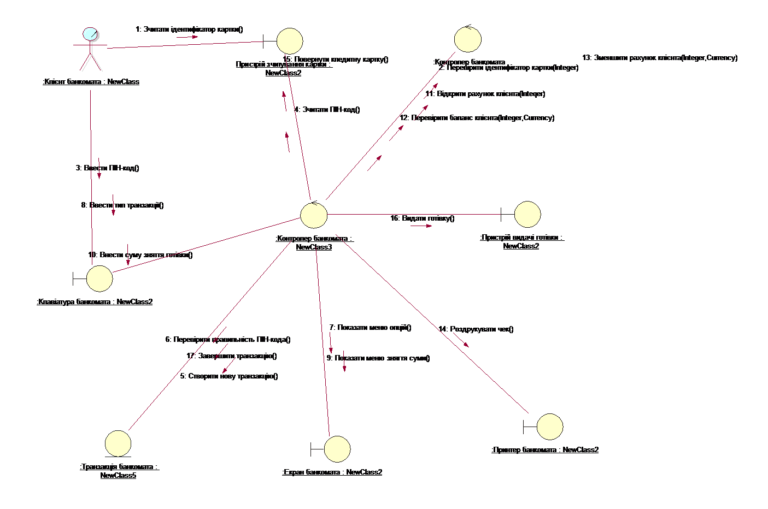 1: Зчитати ідентифікатор картки()
15: Повернути кредитну картку()
Пристрій зчитування картки :
NewClass2
:Контролер банкомата
2: Перевірити ідентифікатор картки(Integer)
13: Зменшити рахунок клієнта(Integer,Currency)
:Клієнт банкомата : NewClass
11: Відкрити рахунок клієнта(Integer)
4: Зчитати ПІН-код()
12: Перевірити баланс клієнта(Integer,Currency)
3: Ввести ПІН-код()
8: Ввести тип транзакції()
16: Видати готівку()
:Контролер банкомата :
NewClass3
:Пристрій видачі готівки :
NewClass2
10: Ввести суму зняття готівки()
:Клавіатура банкомата : NewClass2
7: Показати меню опцій()
14: Роздрукувати чек()
6: Перевірити правильність ПІН-кода()
17: Завершити транзакцію()
9: Показати меню зняття суми()
5: Створити нову транзакцію()
:Принтер банкомата : NewClass2
:Транзакція банкомата :
NewClass5
:Екран банкомата : NewClass2